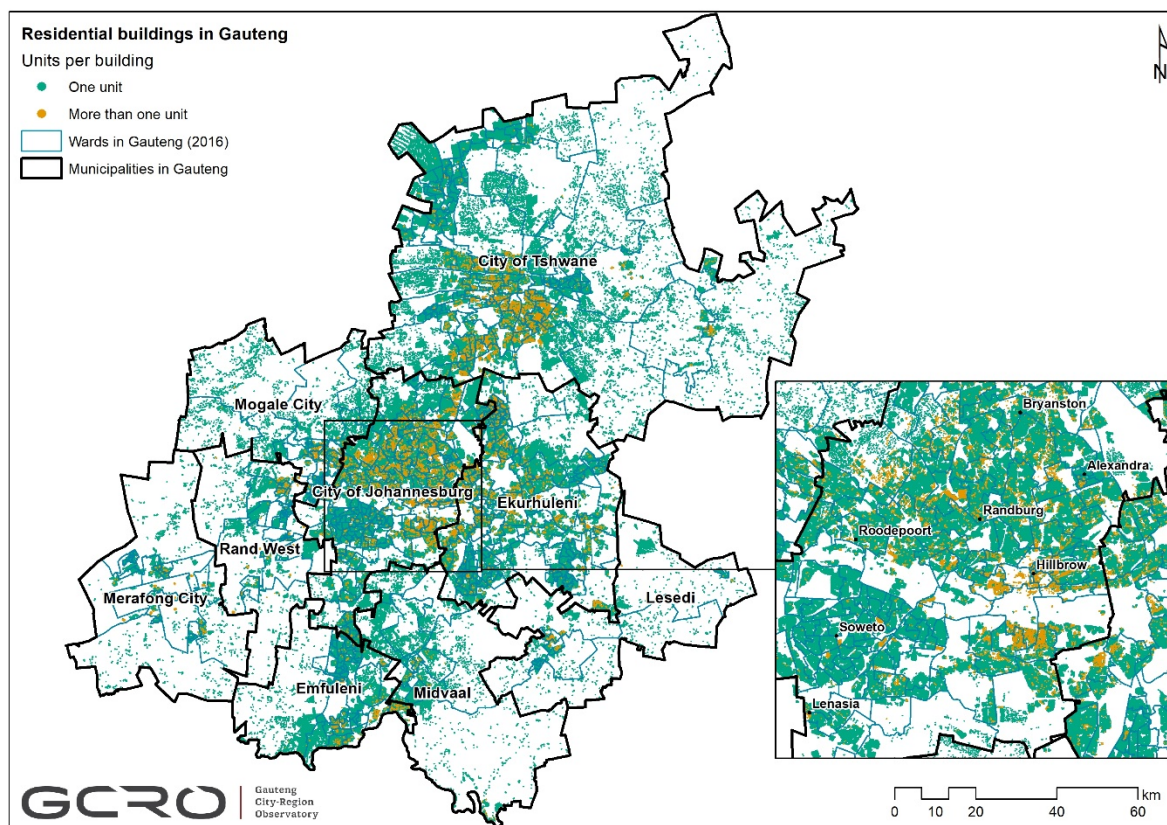 Residential buildings in Gauteng
Units per building
One unit
More than one unit
Wards in Gauteng (2016)
Municipalities in Gauteng
N
City of Tshwane
Mogale City
City of Johannesburg
Ekurhuleni
Rand West
Merafong City
Lesedi
Emfuleni
Midvaal
Bryanston
Alexandra
Randburg
Roodepoort
Hillbrow
Soweto
Lenasia
GCRO
Gauteng
City-Region
Observatory
km
0 10 20 40 60